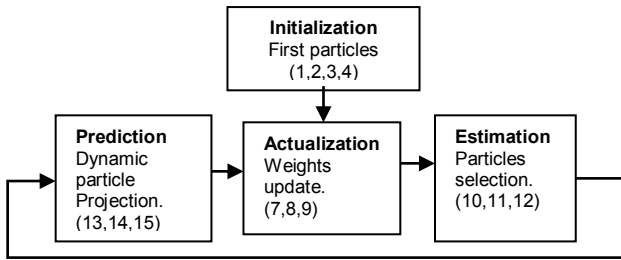 Initialization
First particles
(1,2,3,4)
Prediction
Dynamic
particle
Projection.
(13,14,15)
Actualization
Weights
update.
(7,8,9)
Estimation
Particles
selection.
(10,11,12)